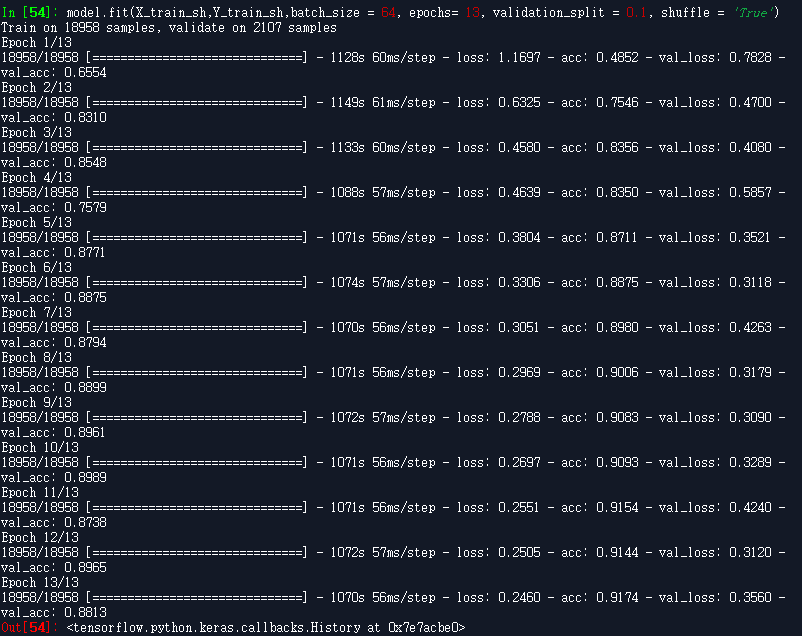 In [54]: model.fit(X_train_sh,Y_train_sh,batch_size = 64, epochs= 13, validation_split = 0.1, shuffle = 'True')
Train on 18958 samples, validate on 2107 samples
Epoch 1/13
18958/18958 [==============================] - 1128s 60ms/step - loss: 1.1697 - acc: 0.4852 - val_loss: 0.7828 -
val_acc: 0.6554
Epoch 2/13
18958/18958 [==============================] - 1149s 61ms/step - loss: 0.6325 - acc: 0.7546 - val_loss: 0.4700 -
val_acc: 0.8310
Epoch 3/13
18958/18958 [==============================] - 1133s 60ms/step - loss: 0.4580 - acc: 0.8356 - val_loss: 0.4080 -
val_acc: 0.8548
Epoch 4/13
18958/18958 [==============================] - 1088s 57ms/step - loss: 0.4639 - acc: 0.8350 - val_loss: 0.5857 -
val_acc: 0.7579
Epoch 5/13
18958/18958 [==============================] - 1071s 56ms/step - loss: 0.3804 - acc: 0.8711 - val_loss: 0.3521 -
val_acc: 0.8771
Epoch 6/13
18958/18958 [==============================] - 1074s 57ms/step - loss: 0.3306 - acc: 0.8875 - val_loss: 0.3118 -
val_acc: 0.8875
Epoch 7/13
18958/18958 [==============================] - 1070s 56ms/step - loss: 0.3051 - acc: 0.8980 - val_loss: 0.4263 -
val_acc: 0.8794
Epoch 8/13
18958/18958 [==============================] - 1071s 56ms/step - loss: 0.2969 - acc: 0.9006 - val_loss: 0.3179 -
val_acc: 0.8899
Epoch 9/13
18958/18958 [==============================] - 1072s 57ms/step - loss: 0.2788 - acc: 0.9083 - val_loss: 0.3090 -
val_acc: 0.8961
Epoch 10/13
18958/18958 [==============================] - 1071s 56ms/step - loss: 0.2697 - acc: 0.9093 - val_loss: 0.3289 -
val_acc: 0.8989
Epoch 11/13
18958/18958 [==============================] - 1071s 56ms/step - loss: 0.2551 - acc: 0.9154 - val_loss: 0.4240 -
val_acc: 0.8738
Epoch 12/13
18958/18958 [==============================] - 1072s 57ms/step - loss: 0.2505 - acc: 0.9144 - val_loss: 0.3120 -
val_acc: 0.8965
Epoch 13/13
18958/18958 [==============================] - 1070s 56ms/step - loss: 0.2460 - acc: 0.9174 - val_loss: 0.3560 -
val_acc: 0.8813
Out[54]: <tensorflow.python.keras.callbacks.History at 0x7e7acbe0>